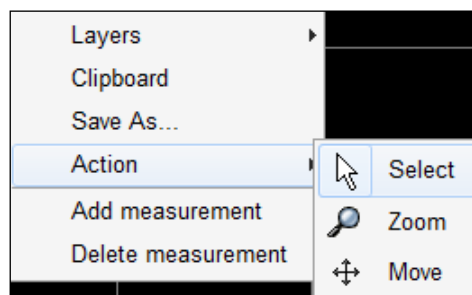 Layers
Clipboard
Save As...
Action
Add measurement
Delete measurement
Select
Zoom
Move